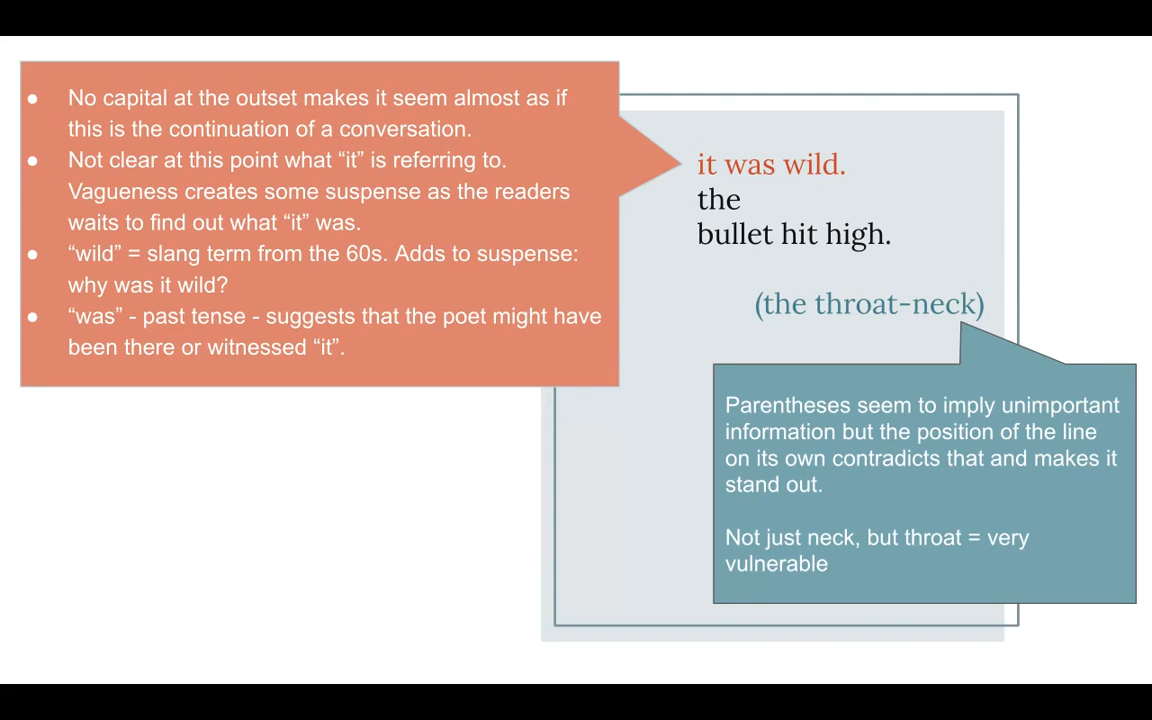 ● No capital at the outset makes it seem almost as if
this is the continuation of a conversation.
● Not clear at this point what “it” is referring to.
Vagueness creates some suspense as the readers
waits to find out what “it” was.
● “wild” = slang term from the 60s. Adds to suspense:
why was it wild?
● “was” - past tense - suggests that the poet might have
been there or witnessed “it”.
it was wild.
the
bullet hit high.
(the throat-neck)
Parentheses seem to imply unimportant
information but the position of the line
on its own contradicts that and makes it
stand out.
Not just neck, but throat = very
vulnerable